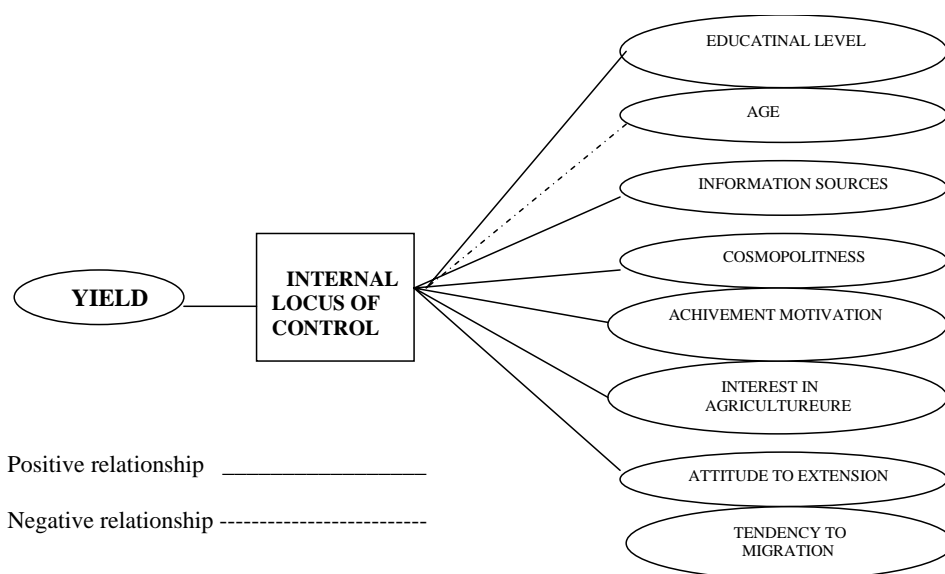 EDUCATINAL LEVEL
AGE
INFORMATION SOURCES
COSMOPOLITNESS
YIELD
INTERNAL
LOCUS OF
CONTROL
ACHIVEMENT MOTIVATION
INTEREST IN
AGRICULTUREURE
Positive relationship __________________
ATTITUDE TO EXTENSION
Negative relationship --------------------------
TENDENCY TO
MIGRATION